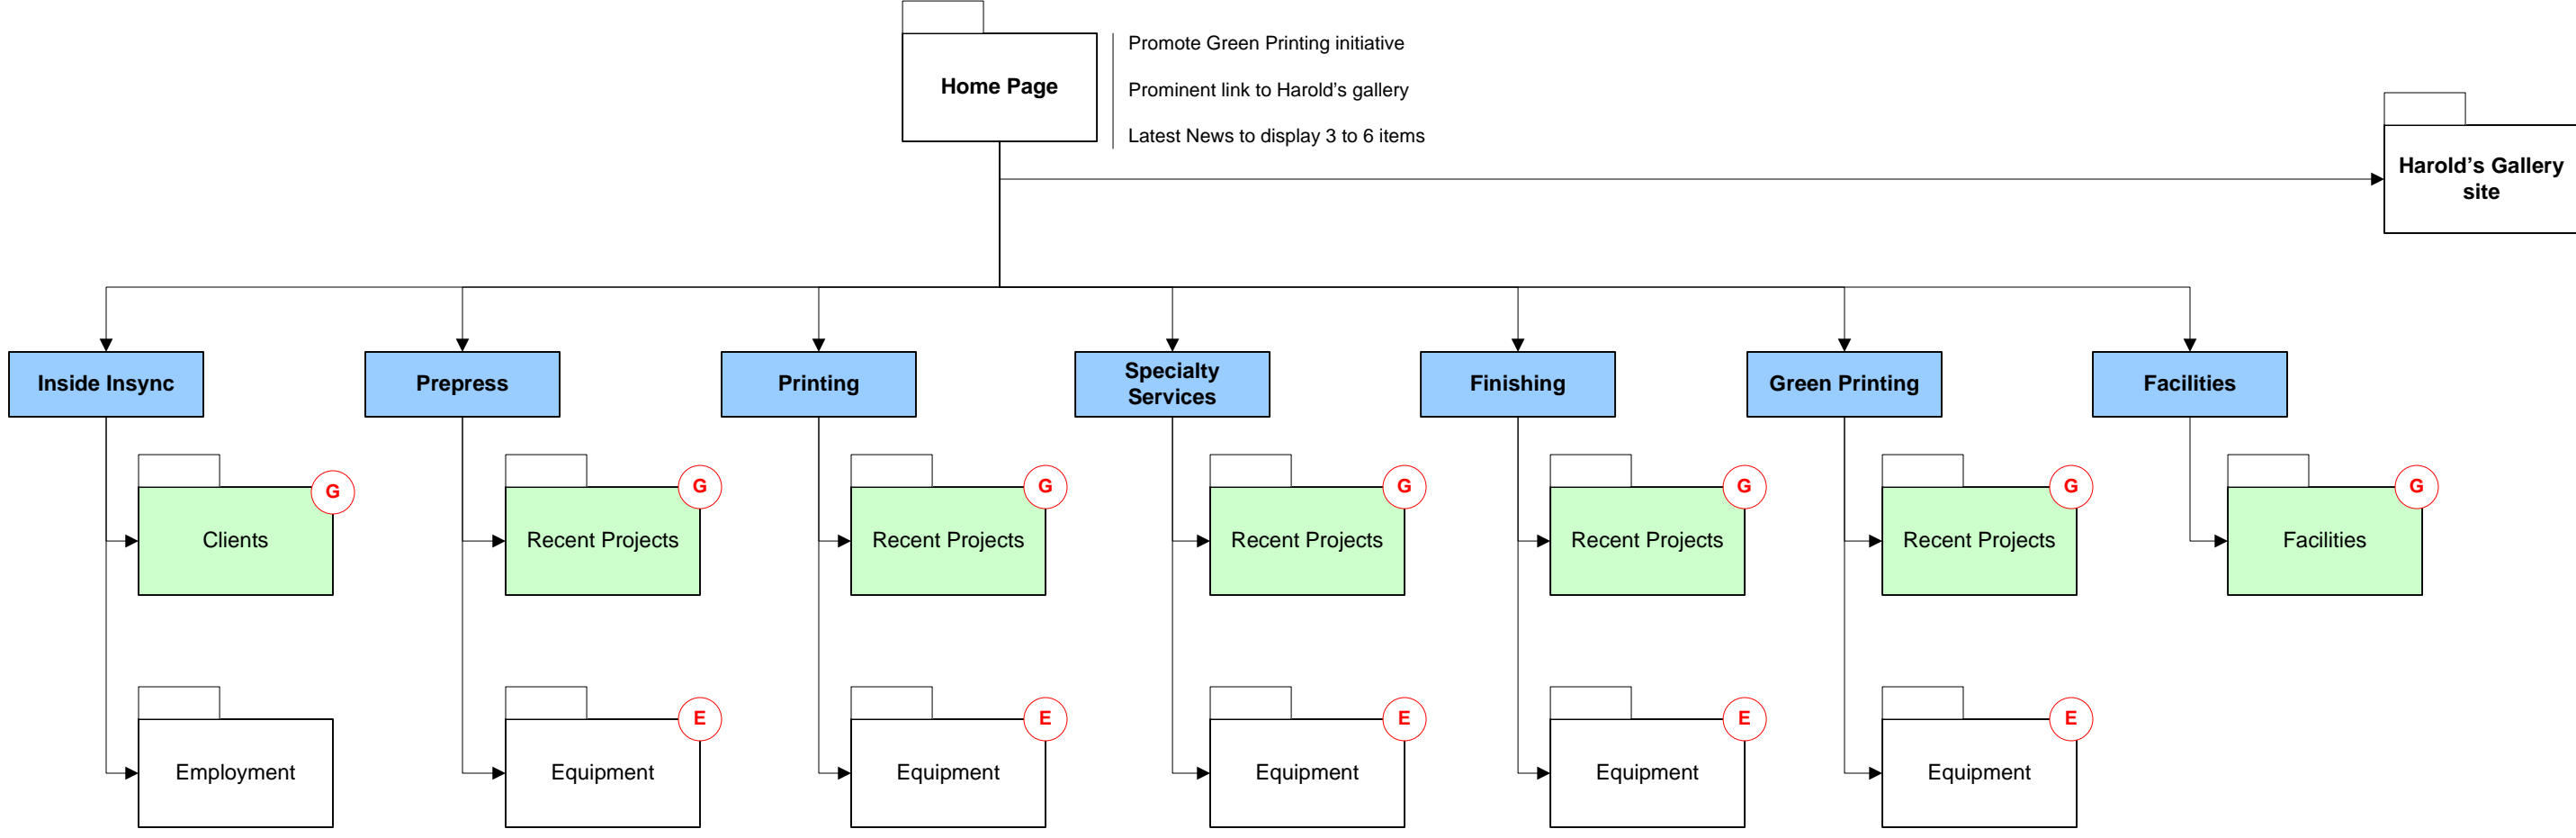 Home Page
Promote Green Printing initiative
Prominent link to Harold’s gallery
Latest News to display 3 to 6 items
Harold’s Gallery
site
Inside Insync
Prepress
Printing
Specialty
Services
Finishing
Green Printing
Facilities
G
Clients
G
Recent Projects
G
Recent Projects
G
Recent Projects
G
Recent Projects
G
Recent Projects
G
Facilities
Employment
E
Equipment
E
Equipment
E
Equipment
E
Equipment
E
Equipment